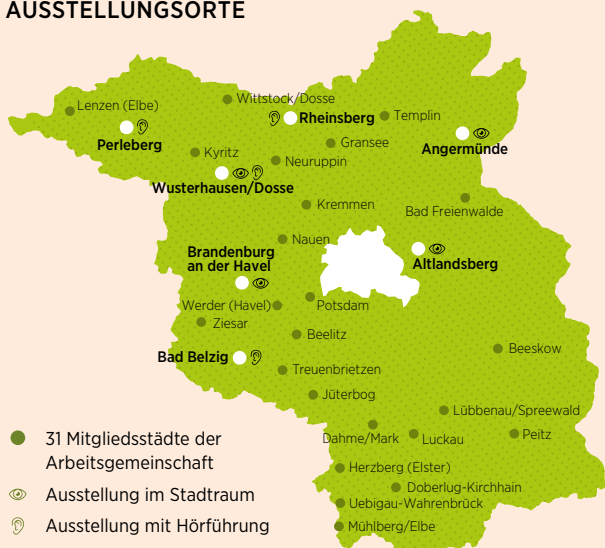 AUSSTELLUNGSORTE
Wittstock/Dosse
Lenzen (Elbe)
Rheinsberg
Templin
Perleberg
Gransee
Angermünde
Kyritz
Neuruppin
Wusterhausen/Dosse
Kremmen
Bad Freienwalde
Nauen
Brandenburg
an der Havel
Altlandsberg
Werder (Havel)
Potsdam
Ziesar
Beelitz
Beeskow
Bad Belzig
Treuenbrietzen
Jüterbog
Lübbenau/Spreewald
Dahme/Mark
Luckau
Peitz
Herzberg (Elster)
Doberlug-Kirchhain
Uebigau-Wahrenbrück
Mühlberg/Elbe
31 Mitgliedsstädte der
Arbeitsgemeinschaft
Ausstellung im Stadtraum
Ausstellung mit Hörführung